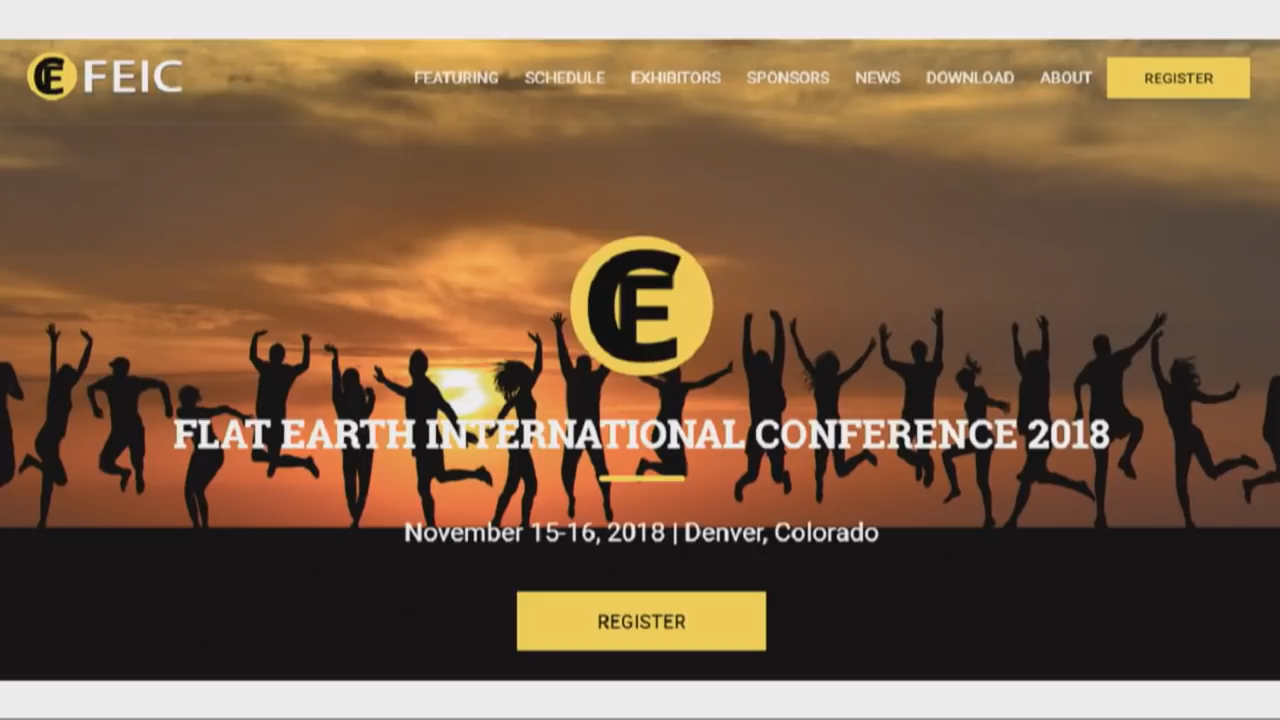 FEIC
FEATURING SCHEDULE EXHIBITORS SPONSORS NEWS DOWNLOAD ABOUT REGISTER
FLAT EARTH INTERNATIONAL CONFERENCE 2018
November 15-16, 2018 | Denver, Colorado
REGISTER